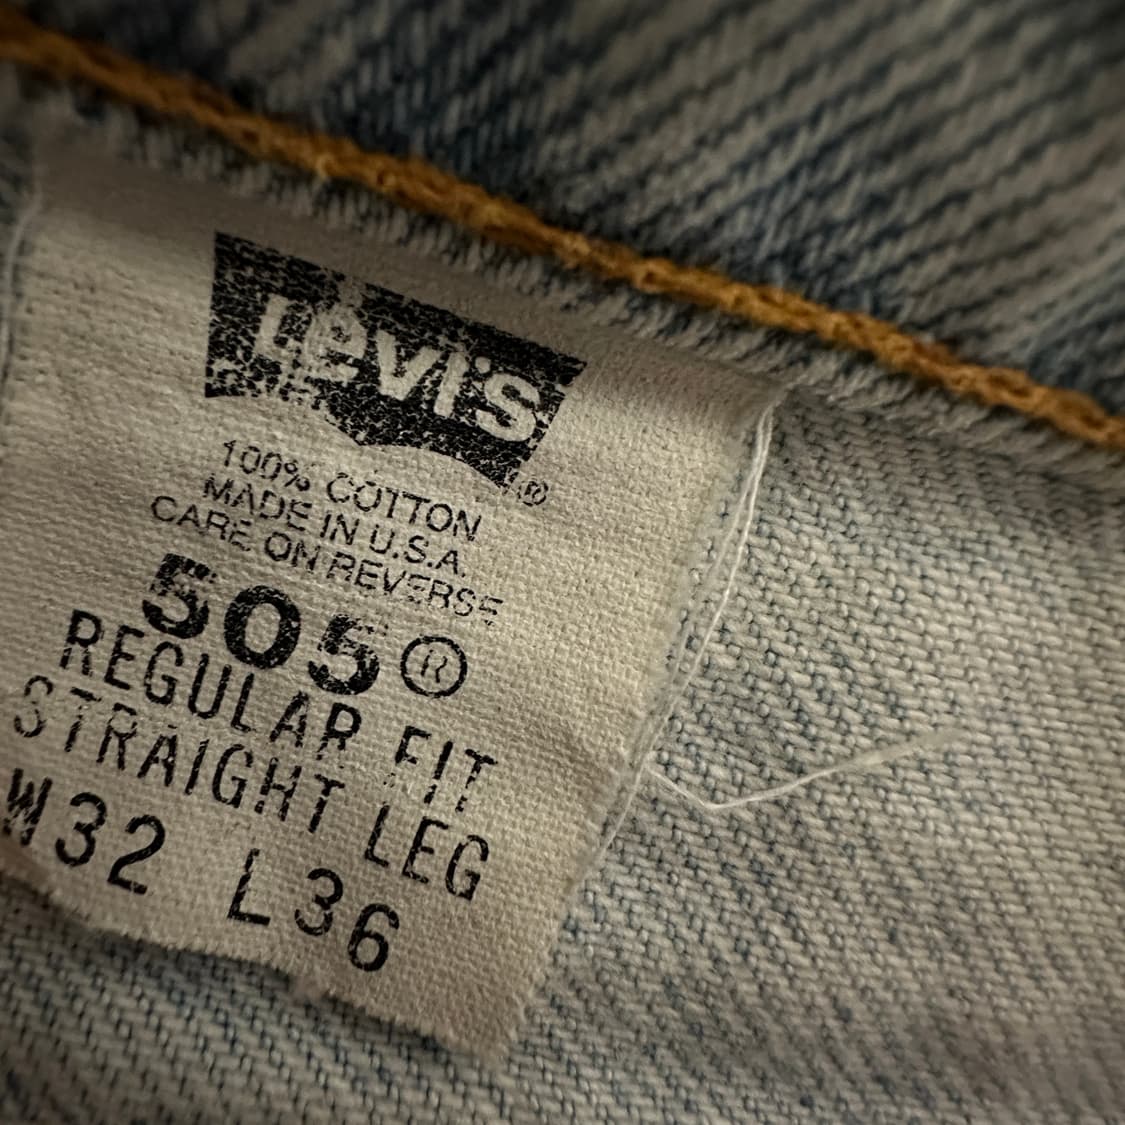 Levi's®
100% COTTON
MADE IN U.S.A.
CARE ON REVERSE
505®
REGULAR FIT
STRAIGHT LEG
W32 L36